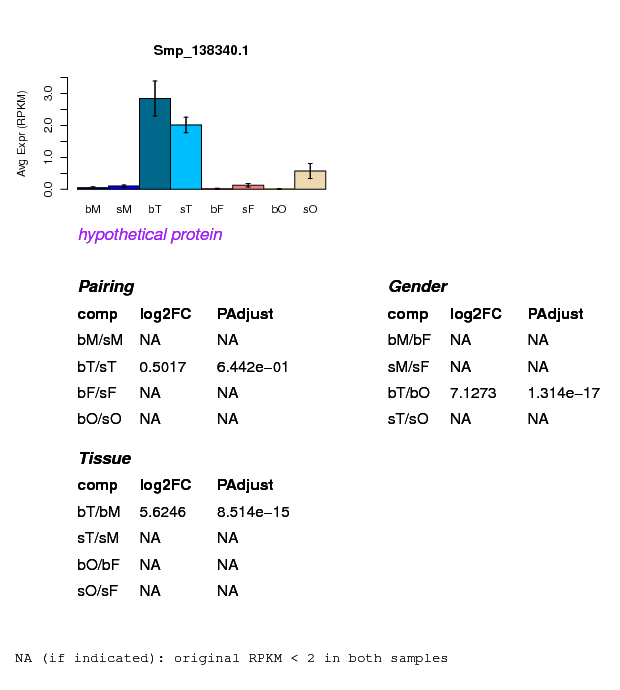 Smp_138340.1
Avg Expr (RPKM)
3.0
2.0
1.0
0.0
bM sM bT sT bF sF bO sO
hypothetical protein
Pairing
comp log2FC PAdjust
bM/sM NA NA
bT/sT 0.5017 6.442e−01
bF/sF NA NA
bO/sO NA NA
Gender
comp log2FC PAdjust
bM/bF NA NA
sM/sF NA NA
bT/bO 7.1273 1.314e−17
sT/sO NA NA
Tissue
comp log2FC PAdjust
bT/bM 5.6246 8.514e−15
sT/sM NA NA
bO/bF NA NA
sO/sF NA NA
NA (if indicated): original RPKM < 2 in both samples